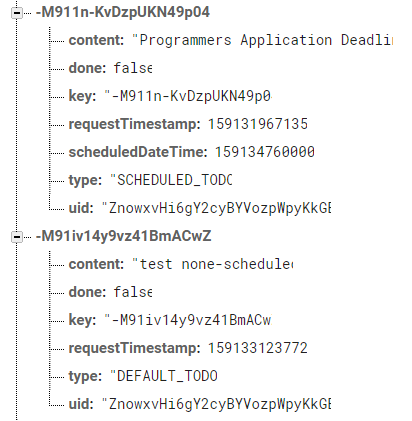 -M911n-KvDzpUKN49p04
content: "Programmers Application Deadli
done: false
key: "-M911n-KvDzpUKN49p0
requestTimestamp: 159131967135
scheduledDateTime: 159134760000
type: "SCHEDULED_TODO
uid: "ZnowxvHi6gY2cyBYVozpWpyKkGE
-M91iv14y9vz41BmACwZ
content: "test none-scheduled
done: false
key: "-M91iv14y9vz41BmACw
requestTimestamp: 159133123772
type: "DEFAULT_TODO
uid: "ZnowxvHi6gY2cyBYVozpWpyKkGE